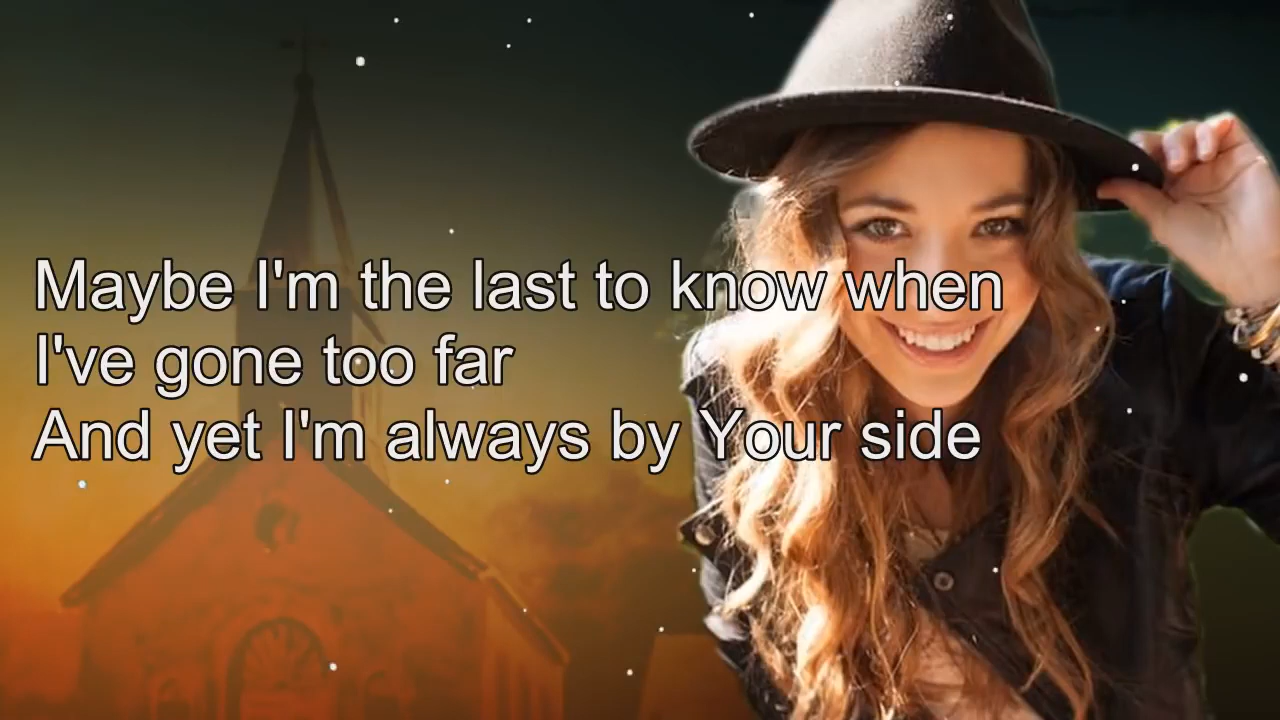 Maybe I'm the last to know when
I've gone too far
And yet I'm always by Your side